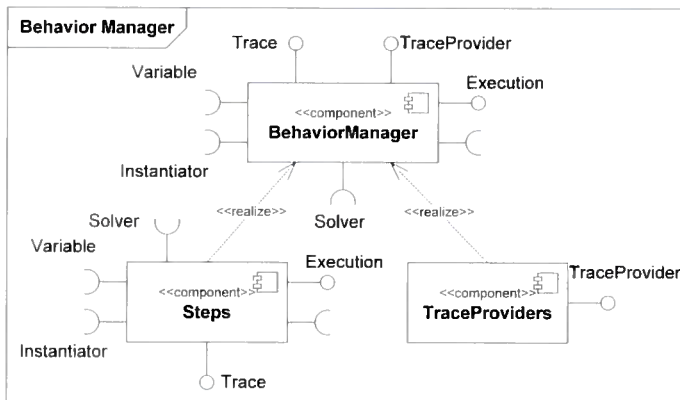 Behavior Manager
Trace
TraceProvider
Variable
Execution
<<component>>
BehaviorManager
Instantiator
<<realize>>
Solver
<<realize>>
Solver
Variable
Execution
TraceProvider
<<component>>
Steps
<<component>>
TraceProviders
Instantiator
Trace